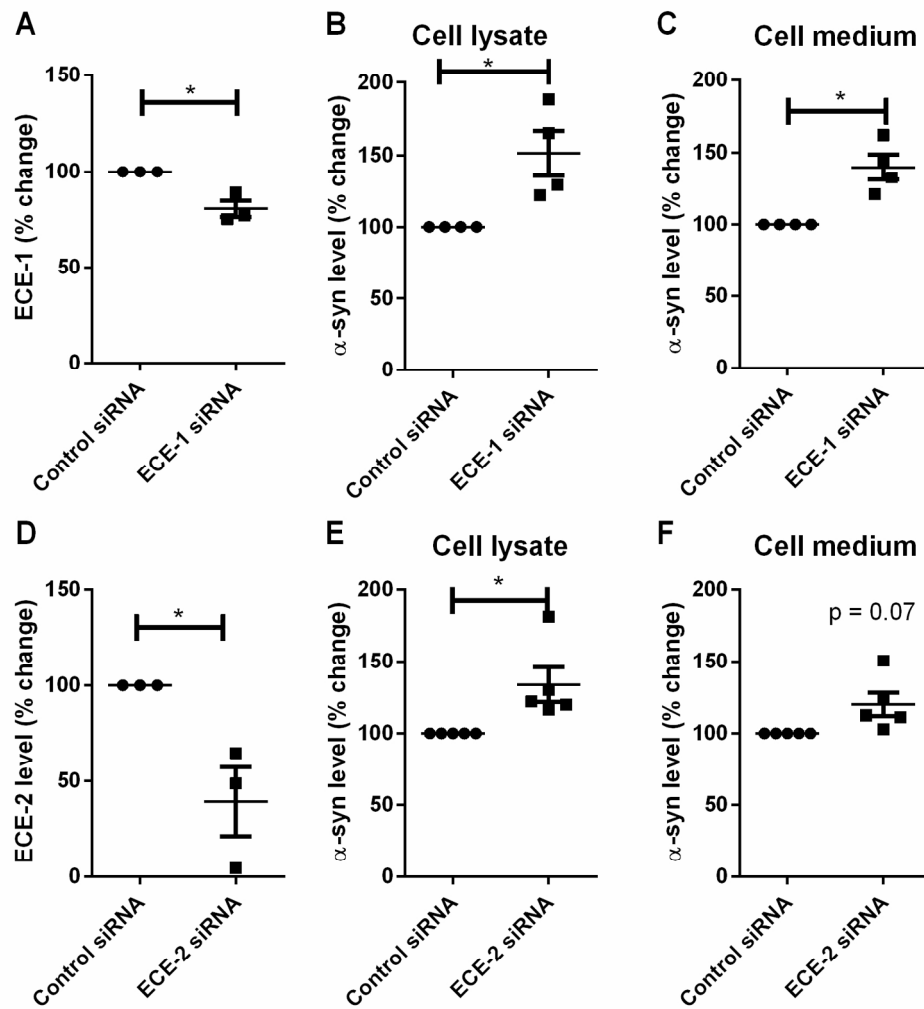 A
ECE-1 (% change)
150
100
50
0
*
Control siRNA
ECE-1 siRNA
B
Cell lysate
α-syn level (% change)
200
150
100
50
0
*
Control siRNA
ECE-1 siRNA
C
Cell medium
α-syn level (% change)
200
150
100
50
0
*
Control siRNA
ECE-1 siRNA
D
ECE-2 level (% change)
150
100
50
0
*
Control siRNA
ECE-2 siRNA
E
Cell lysate
α-syn level (% change)
200
150
100
50
0
*
Control siRNA
ECE-2 siRNA
F
Cell medium
α-syn level (% change)
200
150
100
50
0
p = 0.07
Control siRNA
ECE-2 siRNA